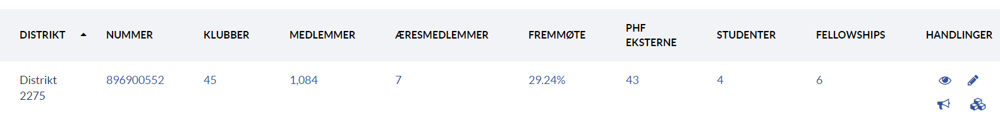 DISTRIKT NUMMER KLUBBER MEDLEMMER ÆRESMEDLEMMER FREMMØTE PHF EKSTERNE STUDENTER FELLOWSHIPS HANDLINGER
Distrikt 2275 896900552 45 1,084 7 29.24% 43 4 6